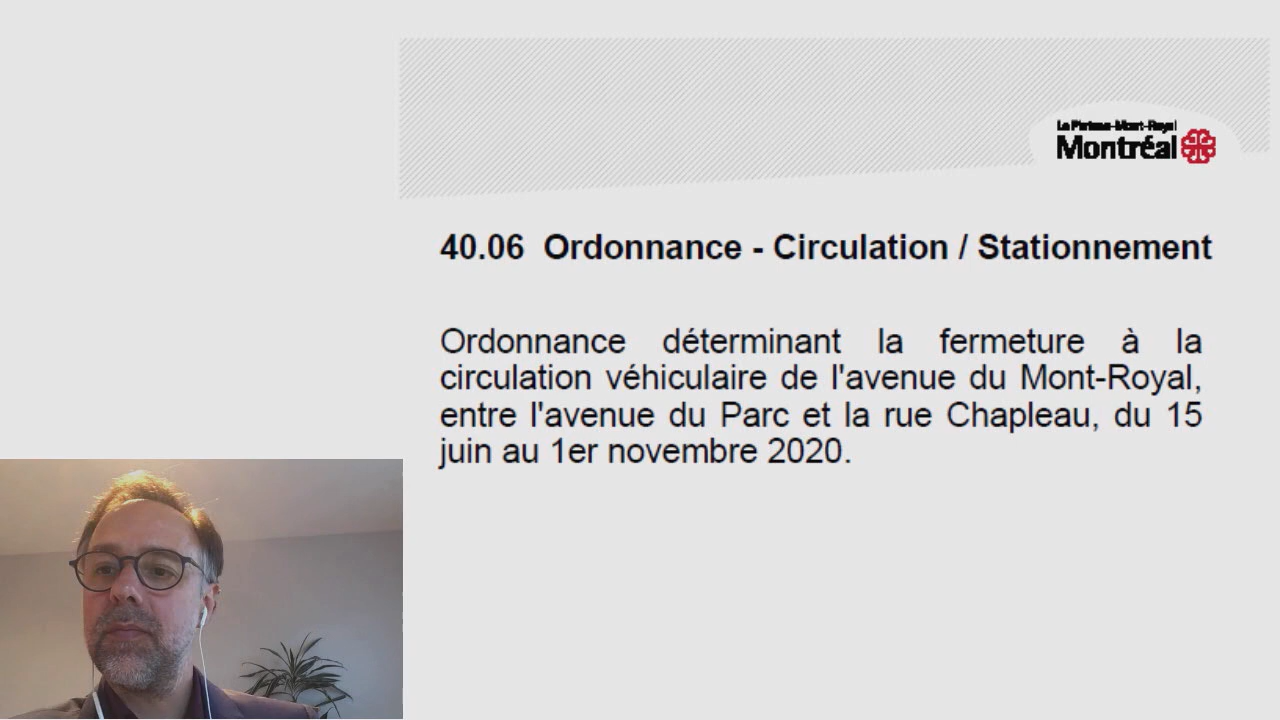 Le Plateau-Mont-Royal
Montréal
40.06 Ordonnance - Circulation / Stationnement
Ordonnance déterminant la fermeture à la
circulation véhiculaire de l'avenue du Mont-Royal,
entre l'avenue du Parc et la rue Chapleau, du 15
juin au 1er novembre 2020.